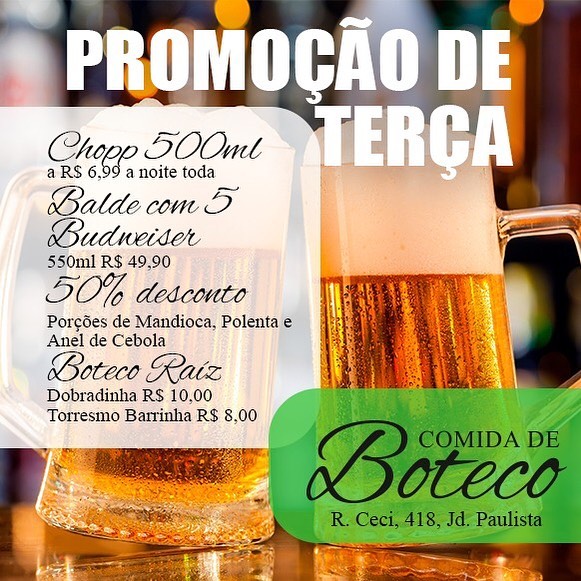 PROMOÇÃO DE
TERÇA
Chopp 500ml
a R$ 6,99 a noite toda
Balde com 5
Budweiser
550ml R$ 49,90
50% desconto
Porções de Mandioca, Polenta e
Anel de Cebola
Boteco Raíz
Dobradinha R$ 10,00
Torresmo Barrinha R$ 8,00
COMIDA DE
Boteco
R. Ceci, 418, Jd. Paulista